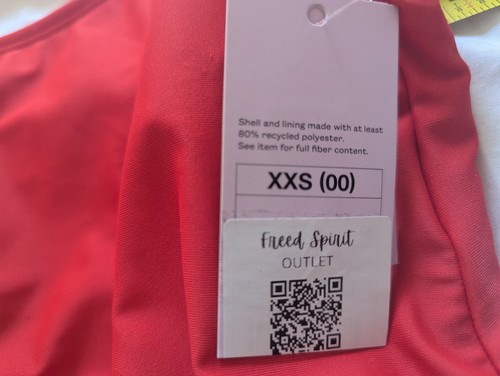 Shell and lining made with at least
80% recycled polyester.
See item for full fiber content.
XXS (00)
Freed Spirit
OUTLET